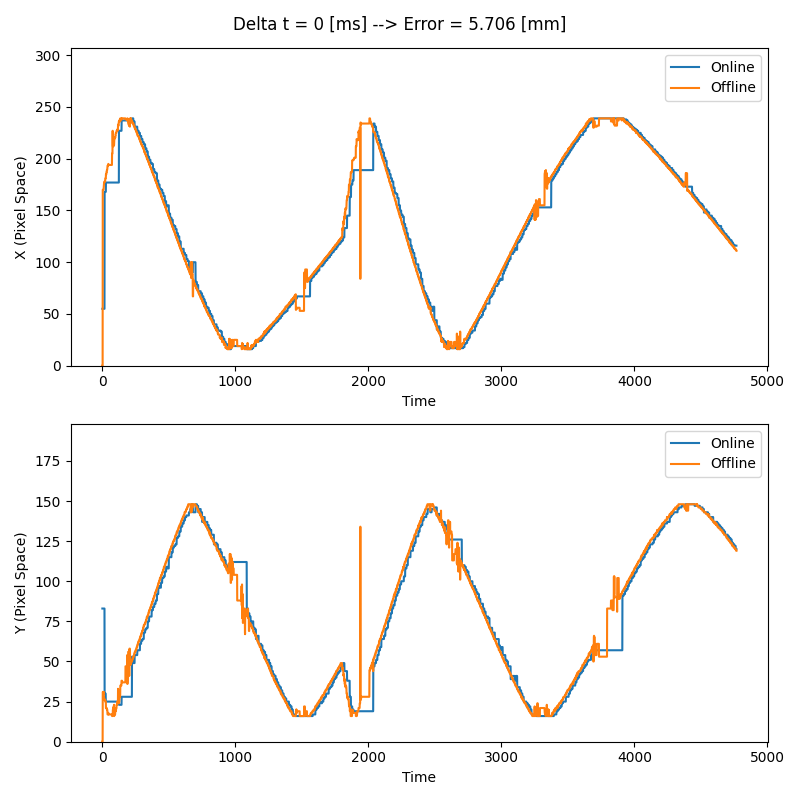 Delta t = 0 [ms] --> Error = 5.706 [mm]
300
250
200
150
100
50
0
X (Pixel Space)
Online
Offline
0 1000 2000 3000 4000 5000
Time
175
150
125
100
75
50
25
0
Y (Pixel Space)
Online
Offline
0 1000 2000 3000 4000 5000
Time